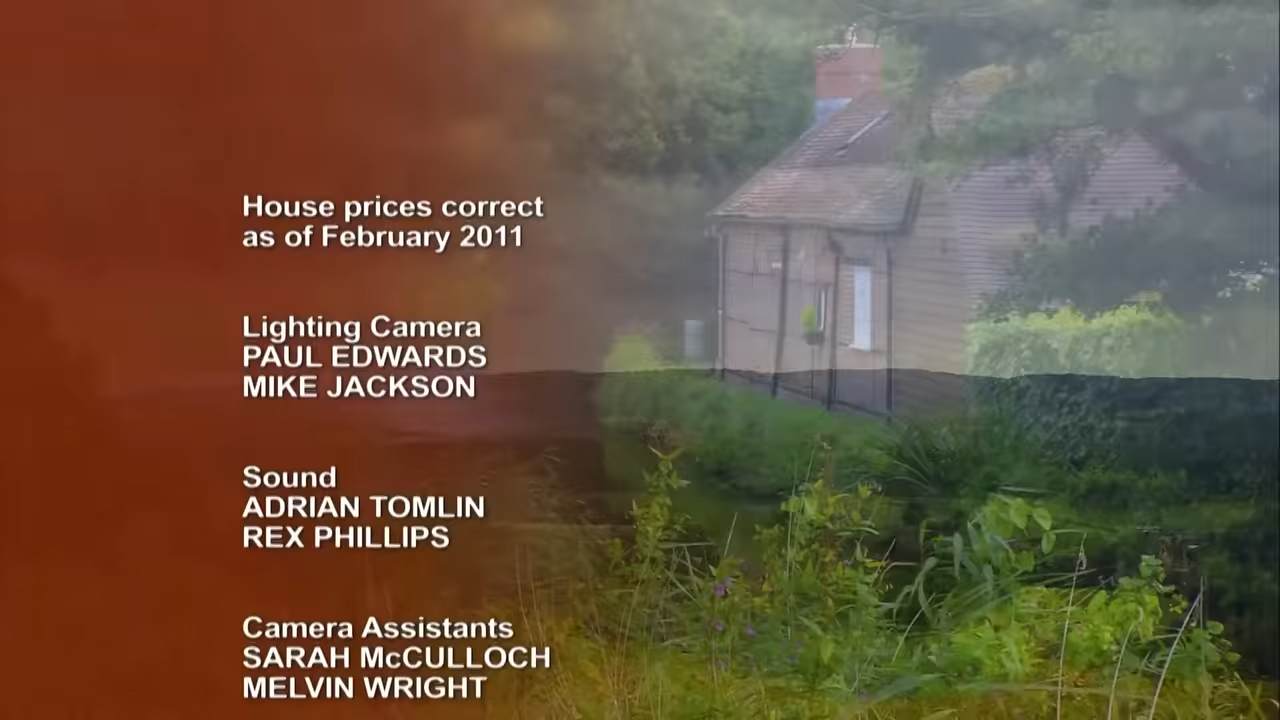 House prices correct
as of February 2011
Lighting Camera
PAUL EDWARDS
MIKE JACKSON
Sound
ADRIAN TOMLIN
REX PHILLIPS
Camera Assistants
SARAH McCULLOCH
MELVIN WRIGHT